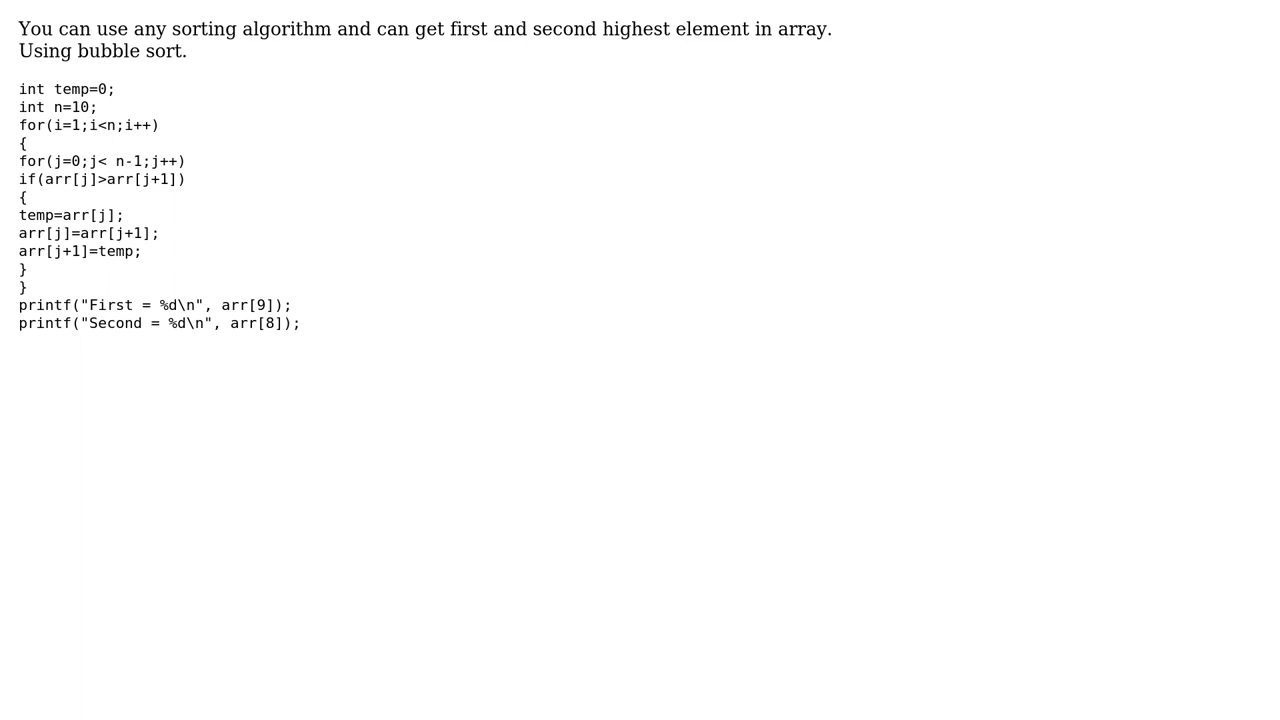 You can use any sorting algorithm and can get first and second highest element in array.
Using bubble sort.
int temp=0;
int n=10;
for(i=1;i<n;i++)
{
for(j=0;j< n-1;j++)
if(arr[j]>arr[j+1])
{
temp=arr[j];
arr[j]=arr[j+1];
arr[j+1]=temp;
}
}
printf("First = %d\n", arr[9]);
printf("Second = %d\n", arr[8]);